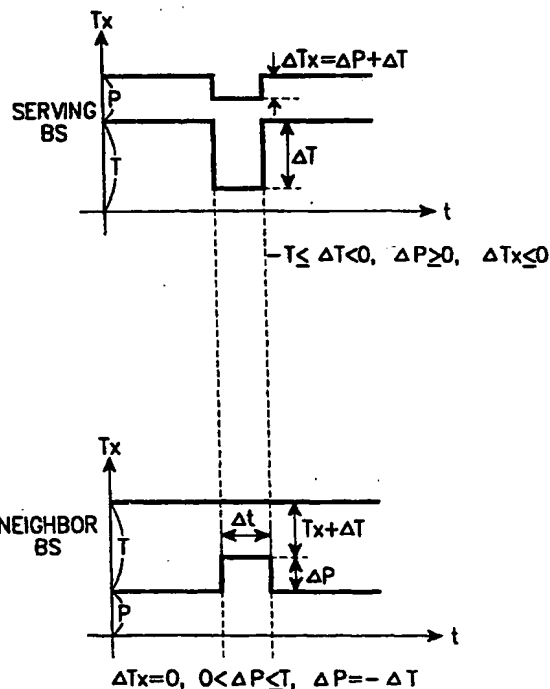 Tx
ΔTx=ΔP+ΔT
P
SERVING
BS
T
ΔT
t
-T≤ ΔT<0, ΔP≥0, ΔTx≤0
Tx
NEIGHBOR
BS
T
Δt
Tx+ΔT
ΔP
P
t
ΔTx=0, 0<ΔP≤T, ΔP=-ΔT